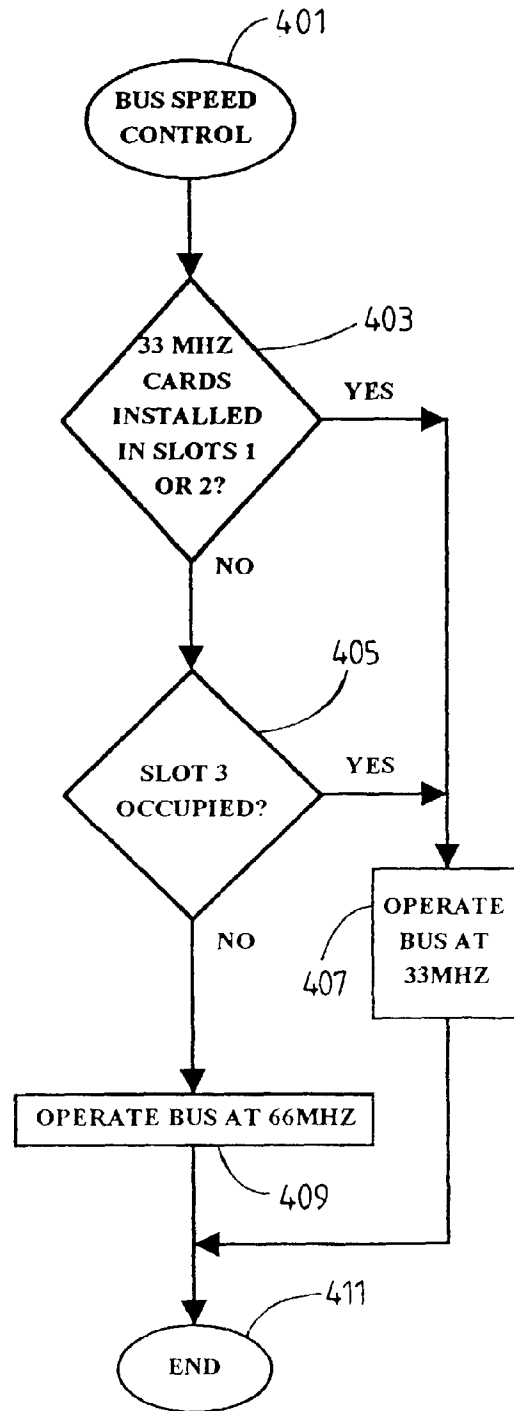 401
BUS SPEED
CONTROL
403
33 MHZ
CARDS
INSTALLED
IN SLOTS 1
OR 2?
YES
NO
405
SLOT 3
OCCUPIED?
YES
NO
OPERATE
BUS AT
33MHZ
407
OPERATE BUS AT 66MHZ
409
411
END